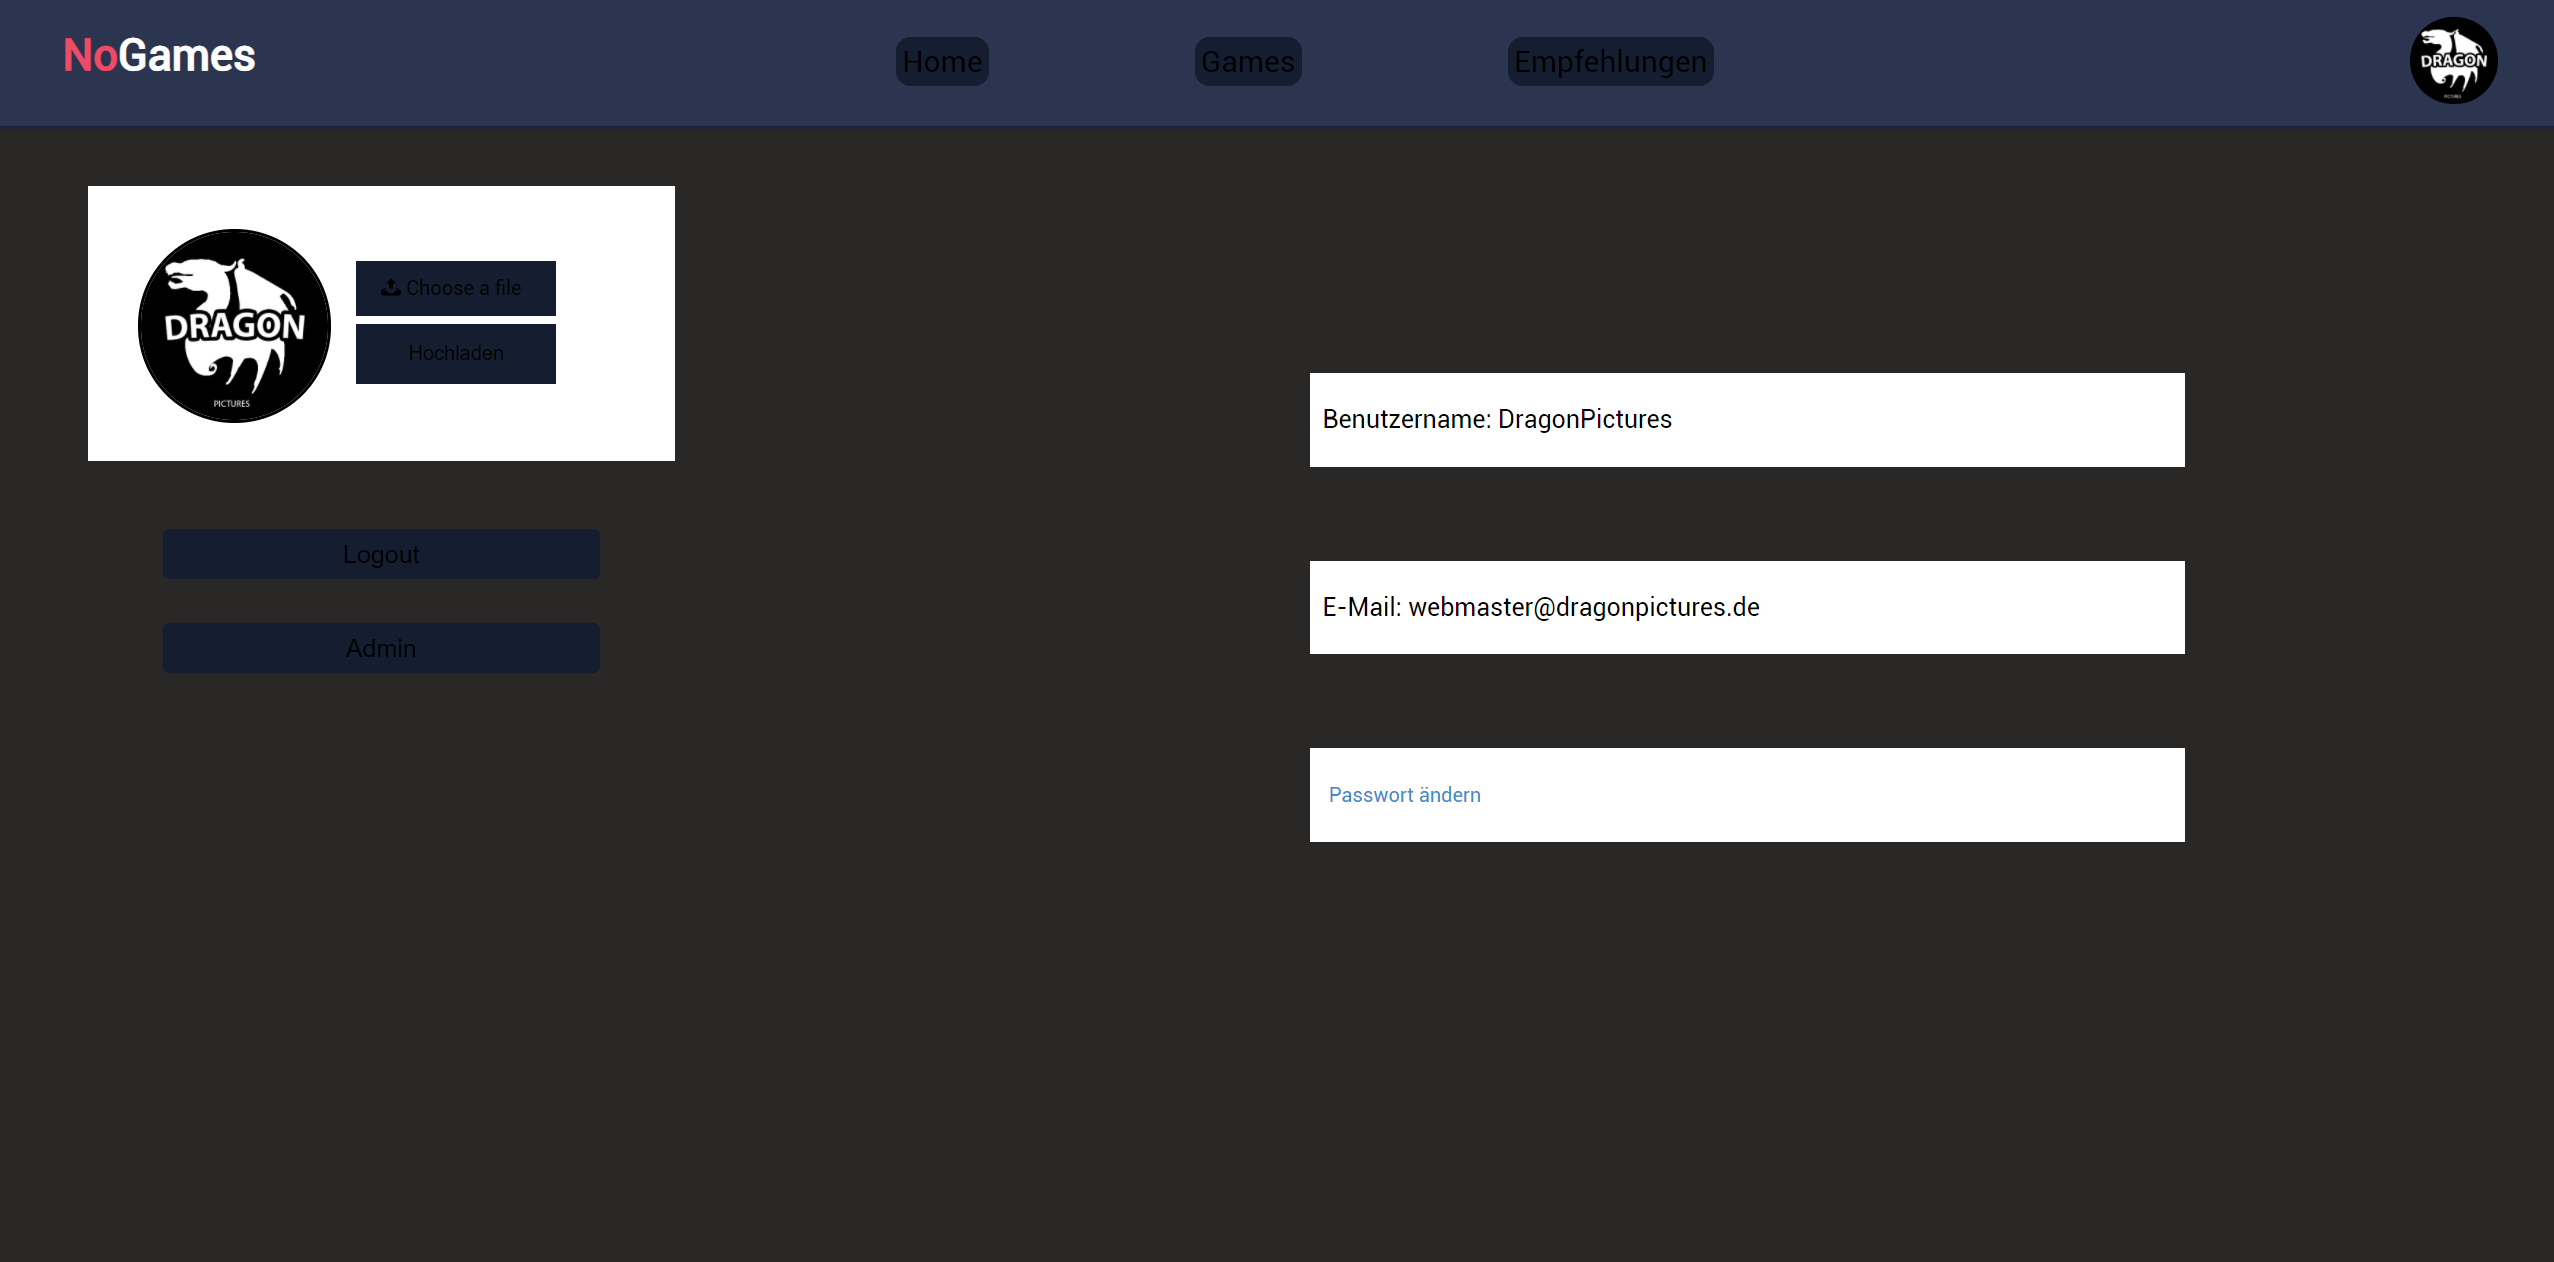 NoGames
Home
Games
Empfehlungen
DRAGON
PICTURES
DRAGON
PICTURES
Choose a file
Hochladen
Logout
Admin
Benutzername: DragonPictures
E-Mail: webmaster@dragonpictures.de
Passwort ändern